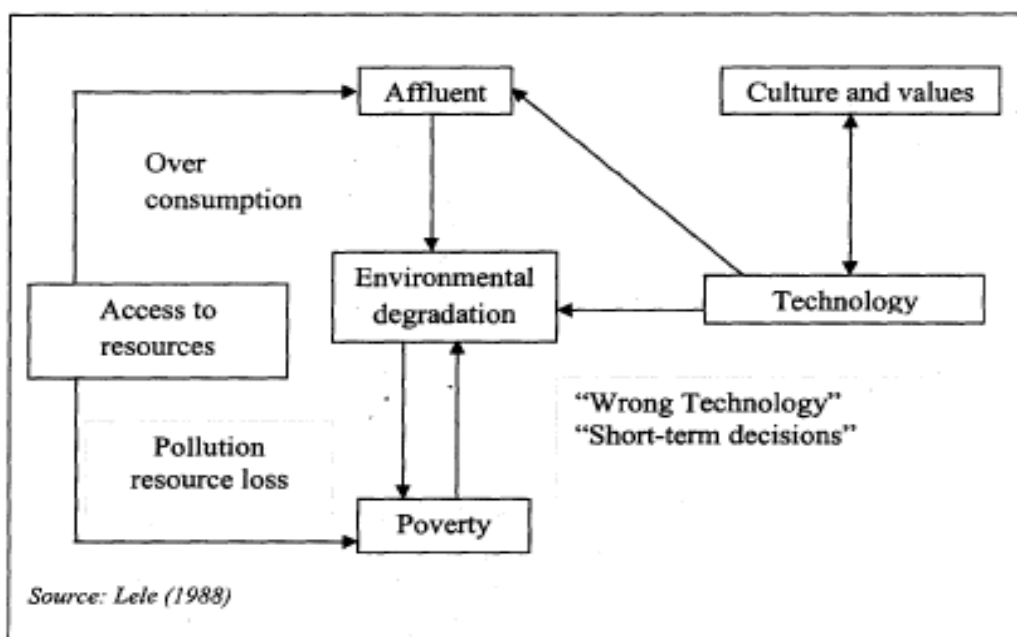 Affluent
Culture and values
Over
consumption
Environmental
degradation
Technology
Access to
resources
"Wrong Technology"
"Short-term decisions"
Pollution
resource loss
Poverty
Source: Lele (1988)